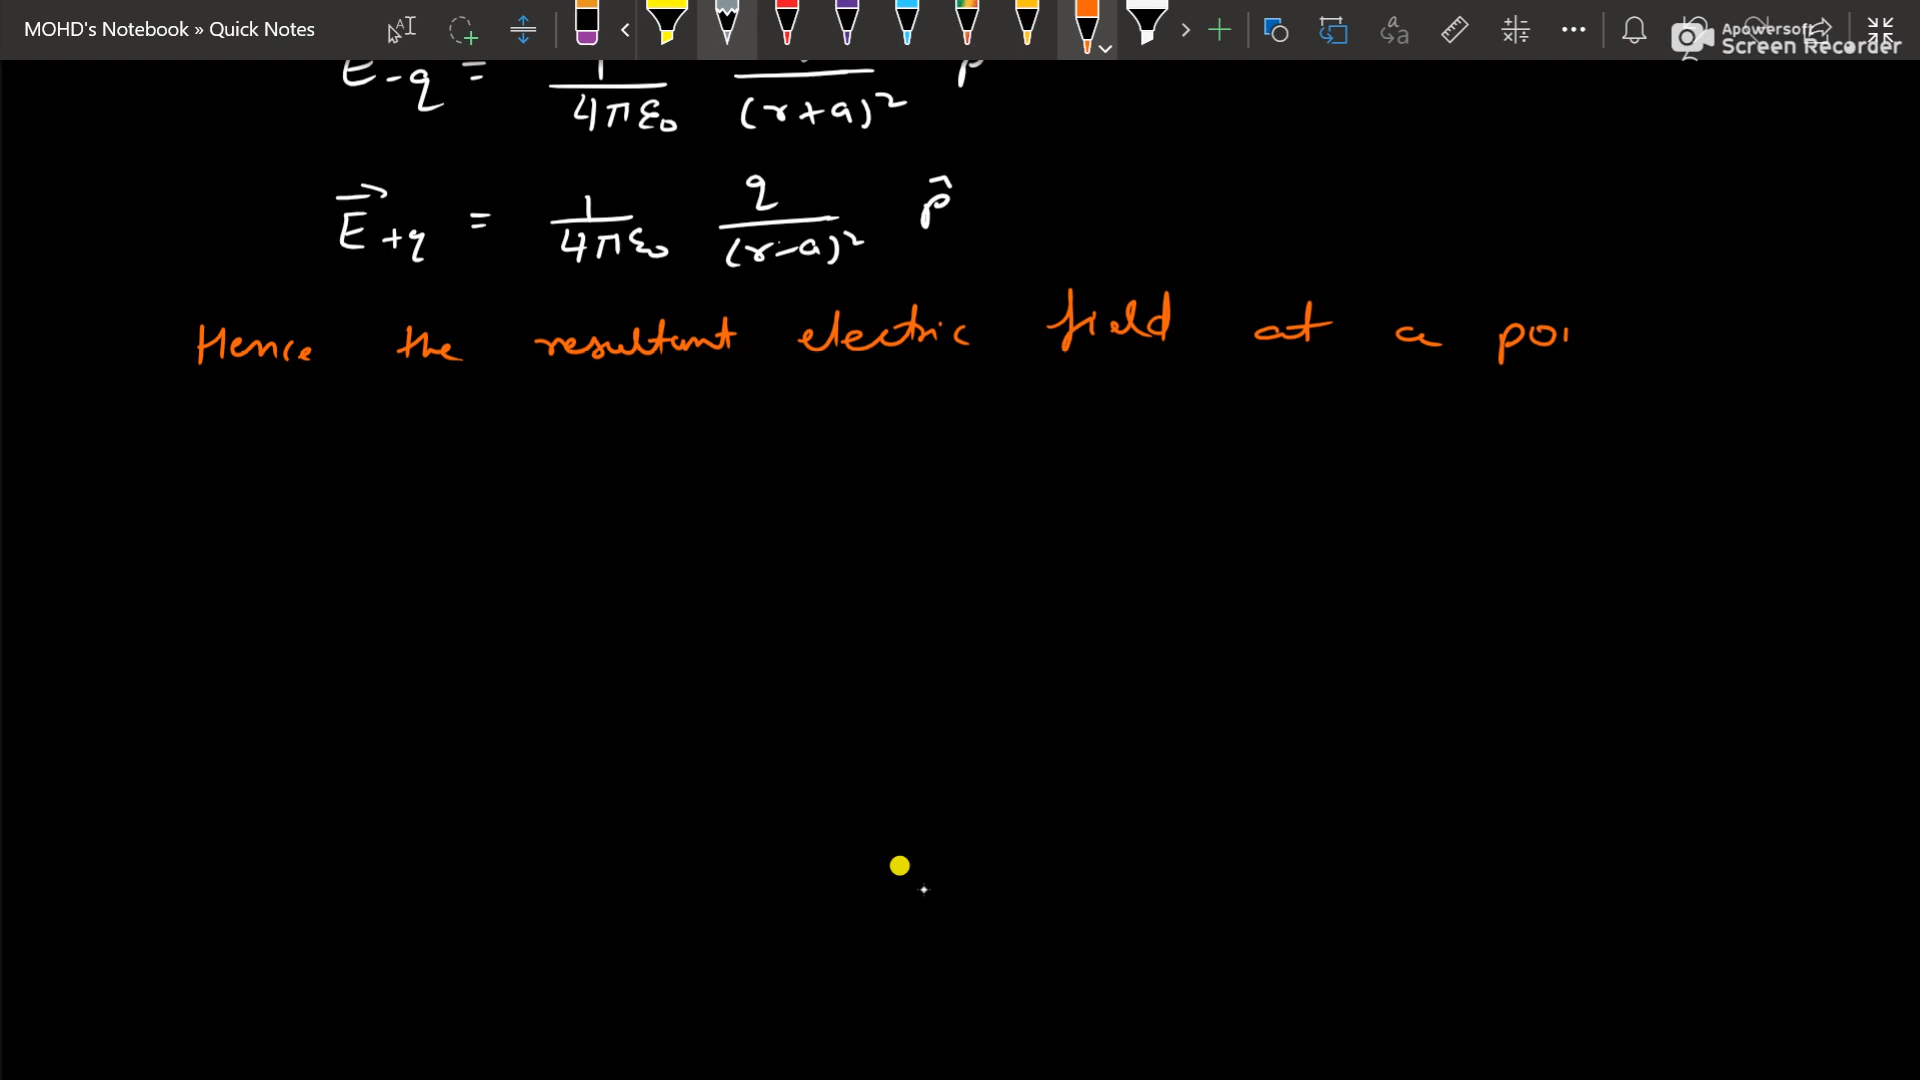 MOHD's Notebook » Quick Notes
Apowersoft
Screen Recorder
E-q = 1/4πε₀ /(r+a)² p
E⃗+q = 1/4πε₀ q/(r-a)² p̂
Hence the resultant electric field at a poi